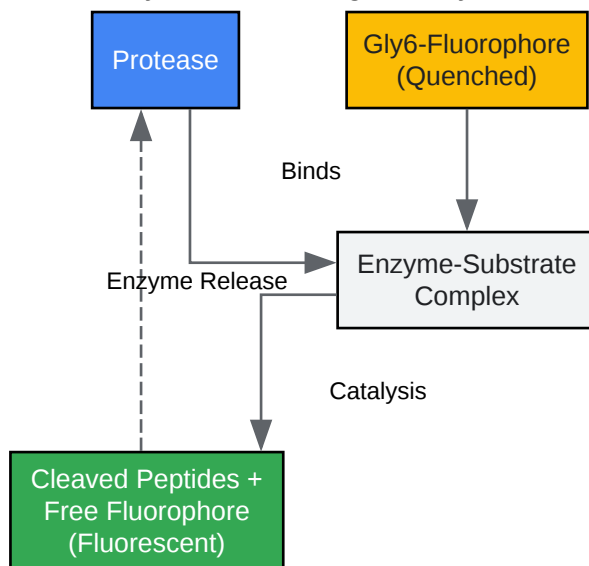 Protease
Gly6-Fluorophore
(Quenched)
Binds
Enzyme-Substrate
Complex
Enzyme Release
Catalysis
Cleaved Peptides +
Free Fluorophore
(Fluorescent)